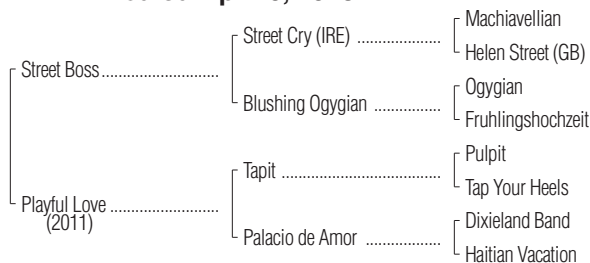 Machiavellian
Street Cry (IRE) ..................
Helen Street (GB)
Street Boss..........................
Ogygian
Blushing Ogygian ................
Fruhlingshochzeit
Pulpit
Tapit ...................................
Tap Your Heels
Playful Love ........................
(2011)
Dixieland Band
Palacio de Amor ..................
Haitian Vacation